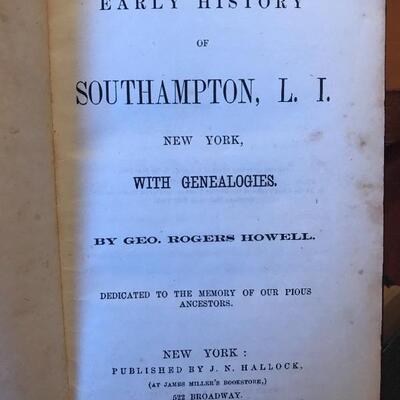 EARLY HISTORY
OF
SOUTHAMPTON, L. I.
NEW YORK,
WITH GENEALOGIES.
BY GEO. ROGERS HOWELL.
DEDICATED TO THE MEMORY OF OUR PIOUS
ANCESTORS.
NEW YORK:
PUBLISHED BY J. N. HALLOCK,
(AT JAMES MILLER'S BOOKSTORE,)
522 BROADWAY.